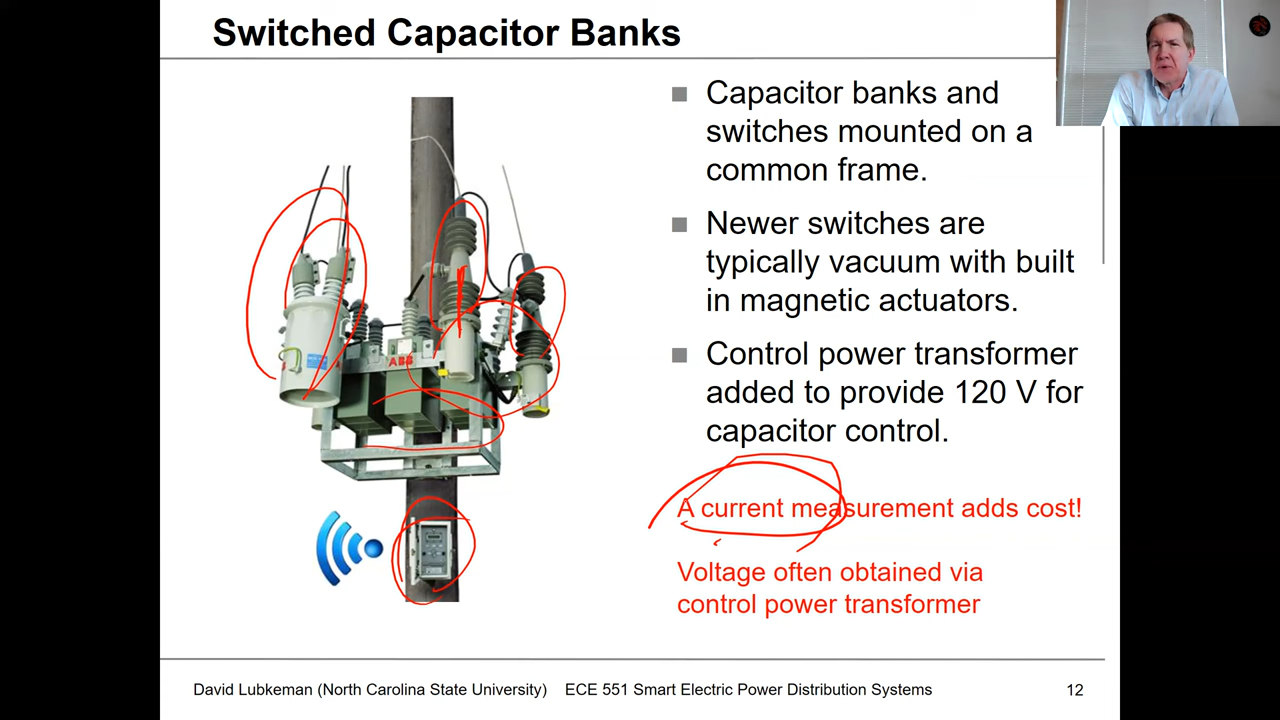 Switched Capacitor Banks
Capacitor banks and
switches mounted on a
common frame.
Newer switches are
typically vacuum with built
in magnetic actuators.
Control power transformer
added to provide 120 V for
capacitor control.
A current measurement adds cost!
Voltage often obtained via
control power transformer
ABB
David Lubkeman (North Carolina State University) ECE 551 Smart Electric Power Distribution Systems 12